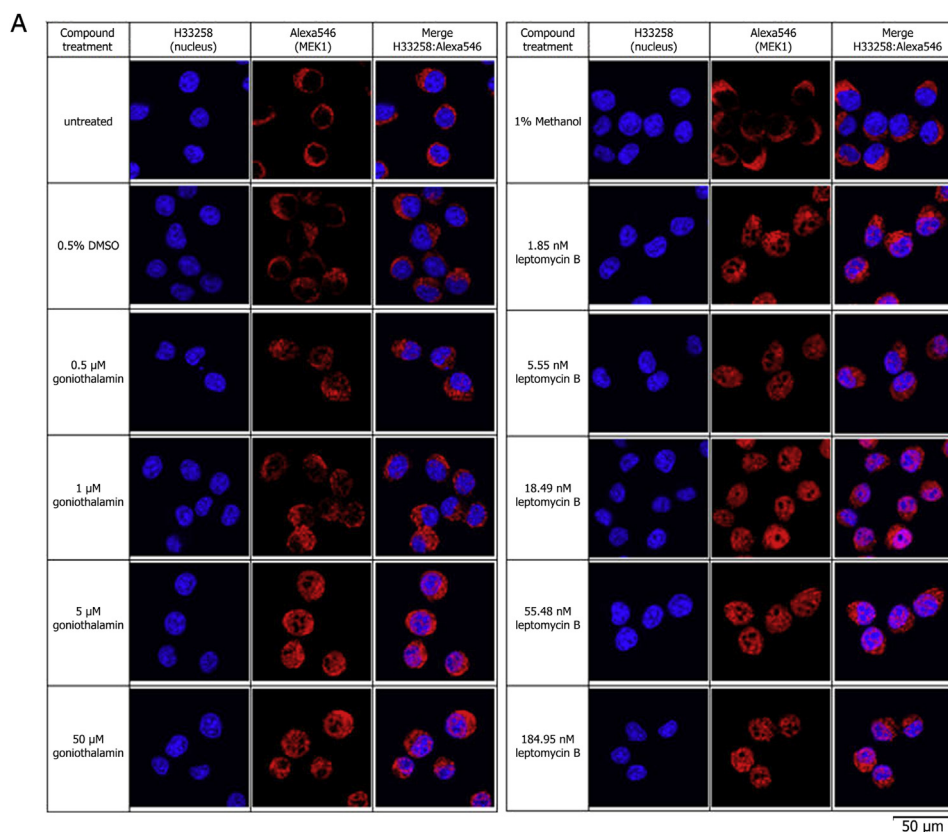 A
Compound treatment
H33258 (nucleus)
Alexa546 (MEK1)
Merge H33258:Alexa546
untreated
0.5% DMSO
0.5 µM goniothalamin
1 µM goniothalamin
5 µM goniothalamin
50 µM goniothalamin
Compound treatment
H33258 (nucleus)
Alexa546 (MEK1)
Merge H33258:Alexa546
1% Methanol
1.85 nM leptomycin B
5.55 nM leptomycin B
18.49 nM leptomycin B
55.48 nM leptomycin B
184.95 nM leptomycin B
50 µm